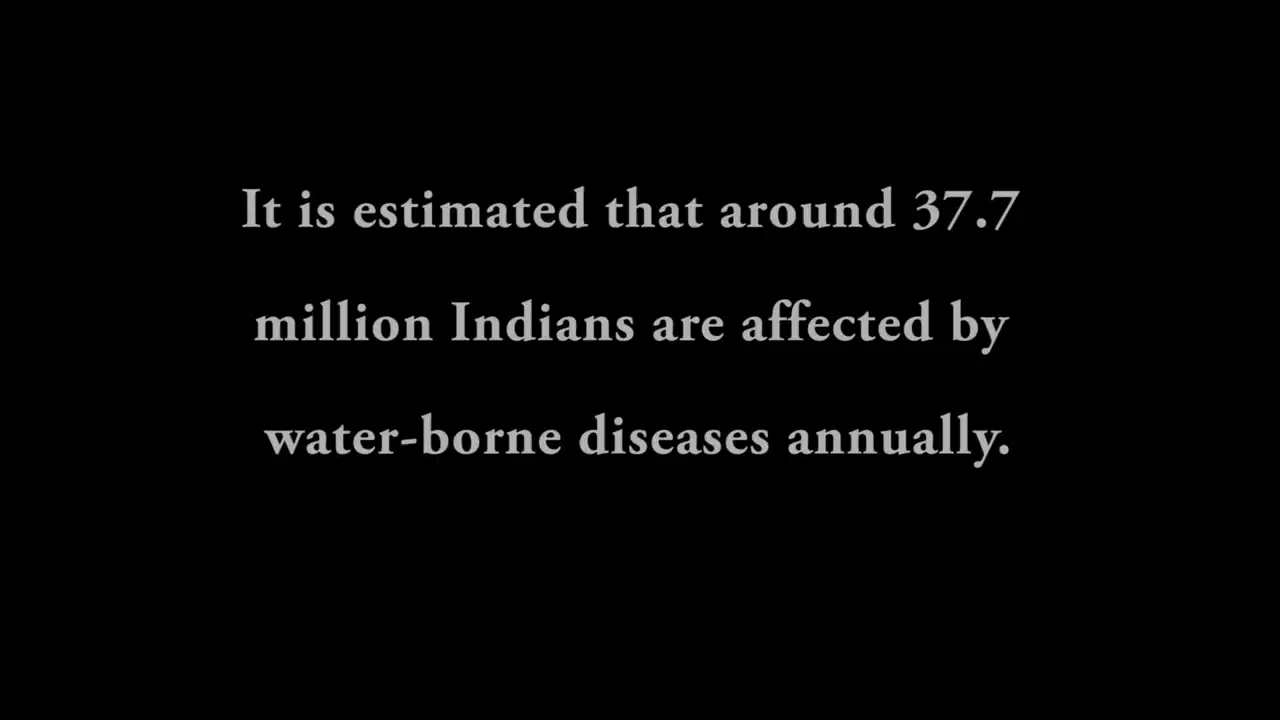 It is estimated that around 37.7
million Indians are affected by
water-borne diseases annually.